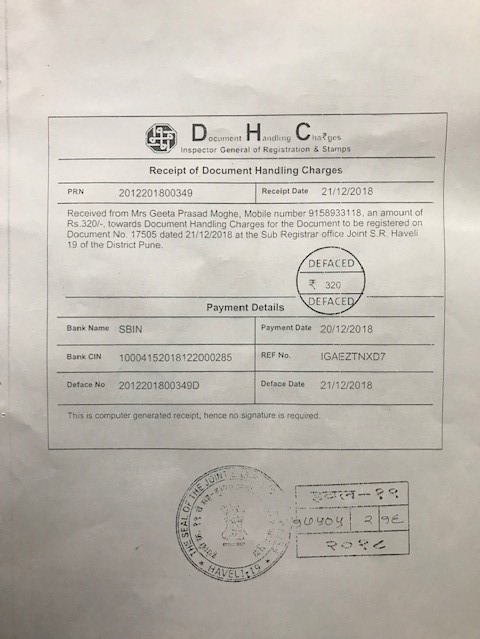 Document Handling Cha₹ges
Inspector General of Registration & Stamps
Receipt of Document Handling Charges
PRN 2012201800349 Receipt Date 21/12/2018
Received from Mrs Geeta Prasad Moghe, Mobile number 9158933118, an amount of
Rs.320/-, towards Document Handling Charges for the Document to be registered on
Document No. 17505 dated 21/12/2018 at the Sub Registrar office Joint S.R. Haveli
19 of the District Pune.
DEFACED
₹ 320
DEFACED
Payment Details
Bank Name SBIN Payment Date 20/12/2018
Bank CIN 10004152018122000285 REF No. IGAEZTNXD7
Deface No 2012201800349D Deface Date 21/12/2018
This is computer generated receipt, hence no signature is required.
THE SEAL OF THE JOINT
HAVELI-19
हवल-१९
१७५०५ २ १६
२०१८